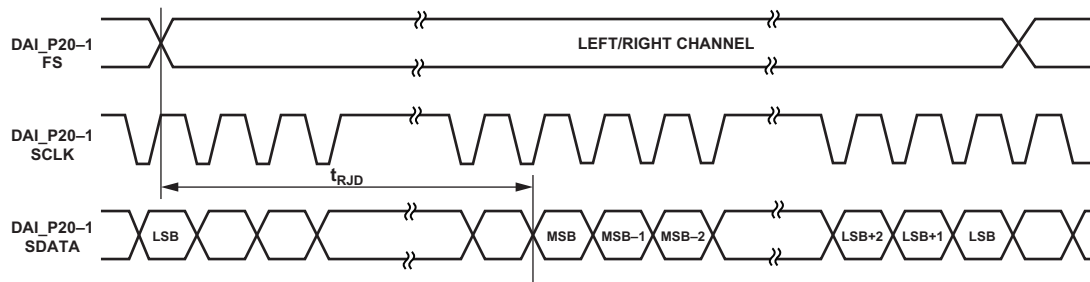 DAI_P20–1
FS
LEFT/RIGHT CHANNEL
DAI_P20–1
SCLK
tRJD
DAI_P20–1
SDATA
LSB
MSB
MSB–1
MSB–2
LSB+2
LSB+1
LSB